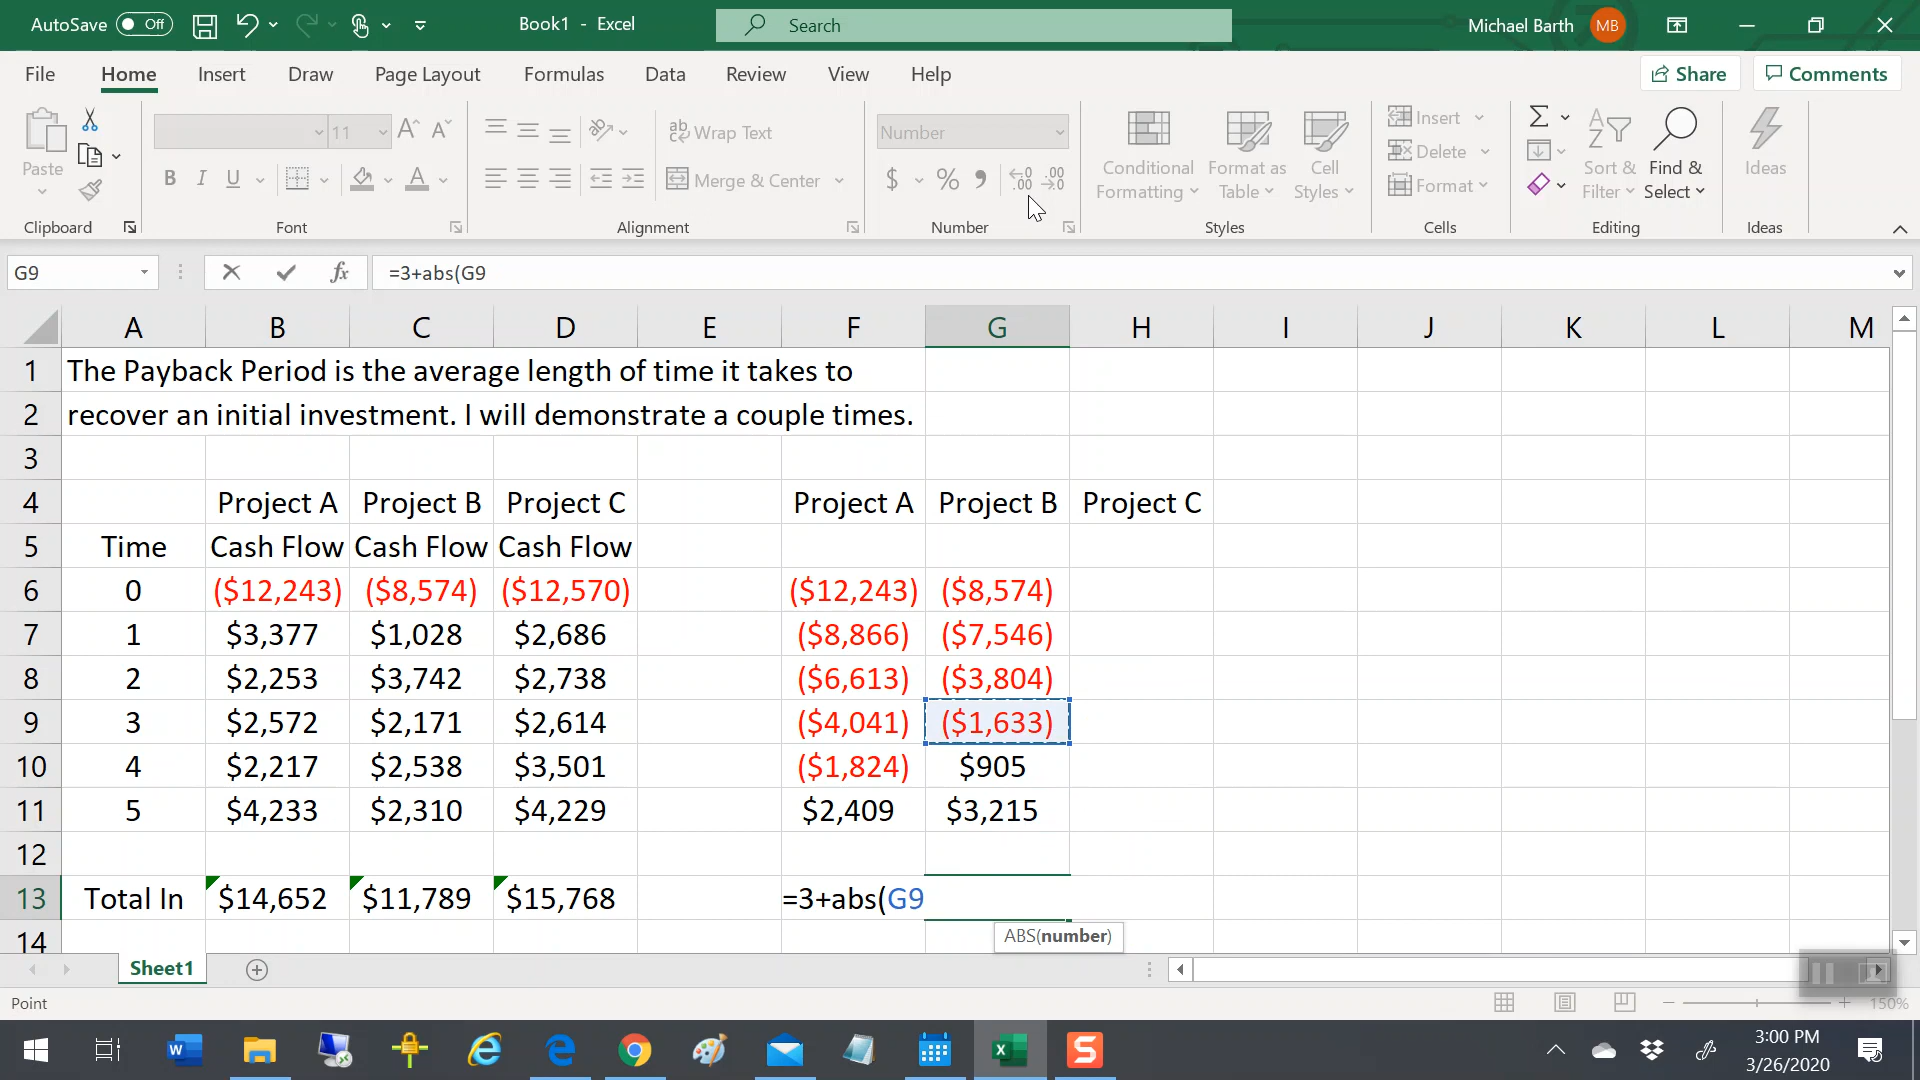 AutoSave Off Book1 - Excel Search Michael Barth MB
File Home Insert Draw Page Layout Formulas Data Review View Help Share Comments
Paste 11 A A ab Wrap Text Number Conditional Formatting Format as Table Cell Styles Insert Sort & Filter Find & Select Ideas
B I U A Merge & Center $ % , Delete
Format
Clipboard Font Alignment Number Styles Cells Editing Ideas
G9 fx =3+abs(G9
A B C D E F G H I J K L M
1 The Payback Period is the average length of time it takes to
2 recover an initial investment. I will demonstrate a couple times.
3
4 Project A Project B Project C Project A Project B Project C
5 Time Cash Flow Cash Flow Cash Flow
6 0 ($12,243) ($8,574) ($12,570) ($12,243) ($8,574)
7 1 $3,377 $1,028 $2,686 ($8,866) ($7,546)
8 2 $2,253 $3,742 $2,738 ($6,613) ($3,804)
9 3 $2,572 $2,171 $2,614 ($4,041) ($1,633)
10 4 $2,217 $2,538 $3,501 ($1,824) $905
11 5 $4,233 $2,310 $4,229 $2,409 $3,215
12
13 Total In $14,652 $11,789 $15,768 =3+abs(G9
14 ABS(number)
Sheet1
Point 150%
3:00 PM
3/26/2020